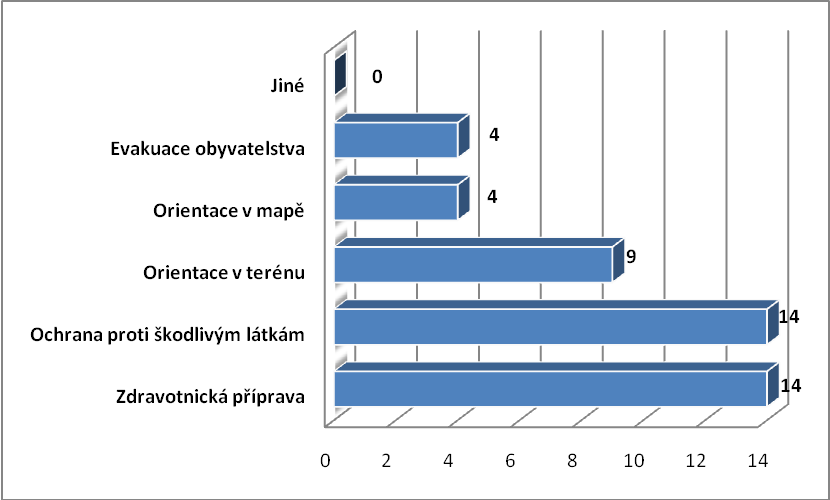 Jiné 0
Evakuace obyvatelstva 4
Orientace v mapě 4
Orientace v terénu 9
Ochrana proti škodlivým látkám 14
Zdravotnická příprava 14
0 2 4 6 8 10 12 14